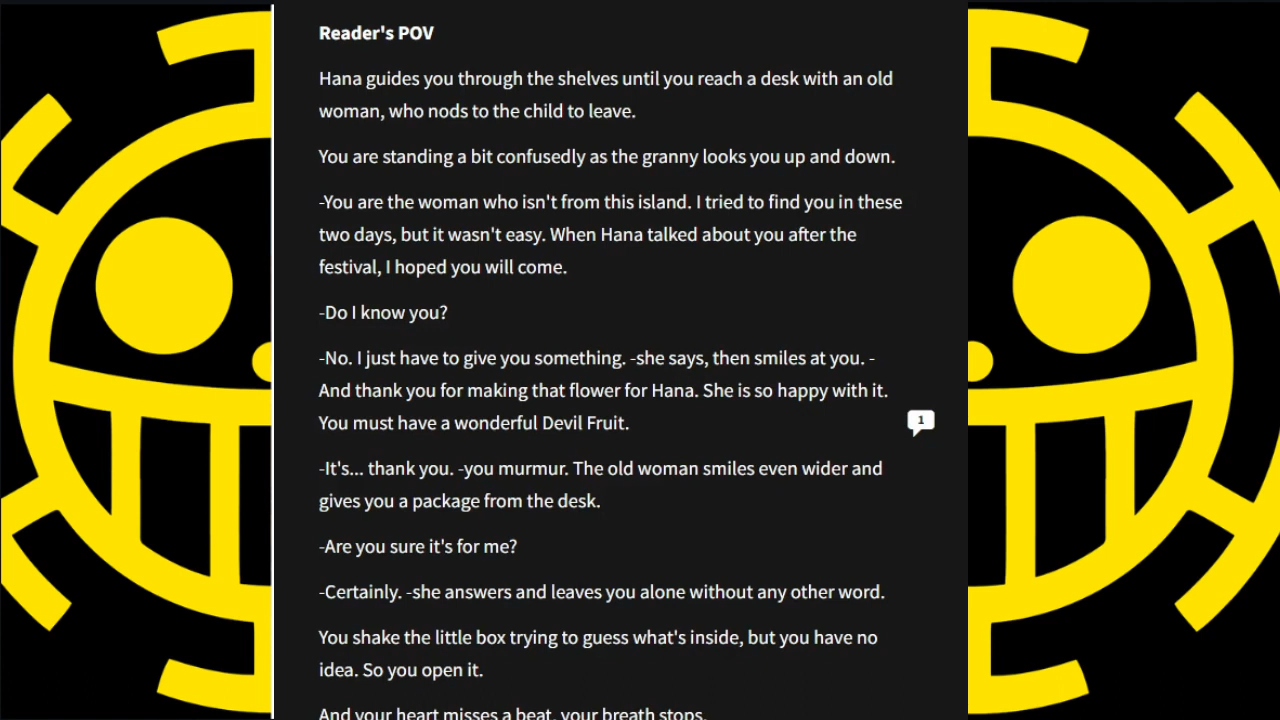 Reader's POV
Hana guides you through the shelves until you reach a desk with an old
woman, who nods to the child to leave.
You are standing a bit confusedly as the granny looks you up and down.
-You are the woman who isn't from this island. I tried to find you in these
two days, but it wasn't easy. When Hana talked about you after the
festival, I hoped you will come.
-Do I know you?
-No. I just have to give you something. -she says, then smiles at you. -
And thank you for making that flower for Hana. She is so happy with it.
You must have a wonderful Devil Fruit.
1
-It's... thank you. -you murmur. The old woman smiles even wider and
gives you a package from the desk.
-Are you sure it's for me?
-Certainly. -she answers and leaves you alone without any other word.
You shake the little box trying to guess what's inside, but you have no
idea. So you open it.
And your heart misses a beat, your breath stops.